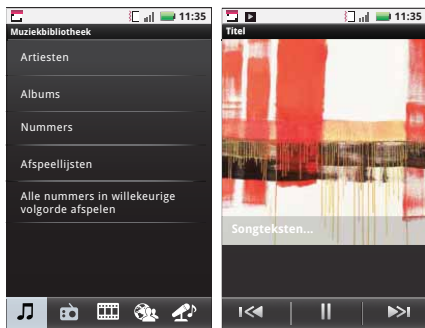 11:35
Muziekbibliotheek
Artiesten
Albums
Nummers
Afspeellijsten
Alle nummers in willekeurige
volgorde afspelen
11:35
Titel
Songteksten...